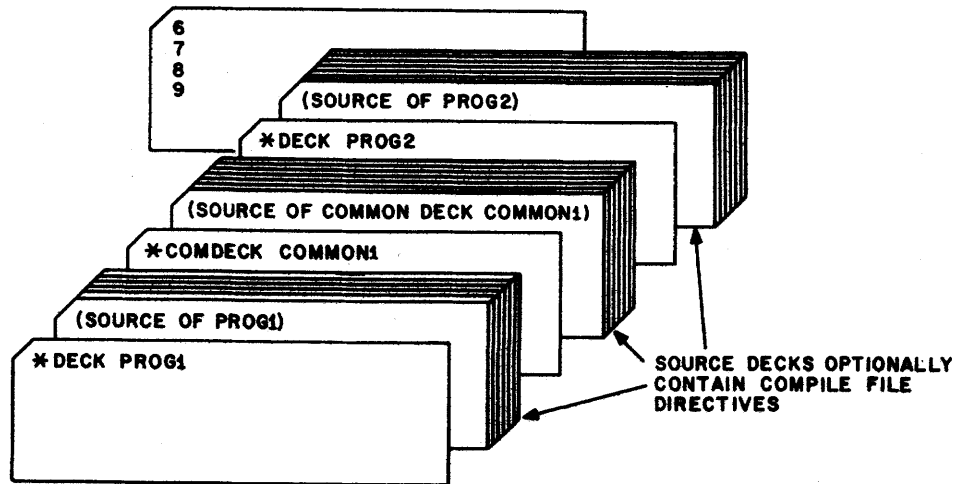 6
7
8
9
(SOURCE OF PROG2)
*DECK PROG2
(SOURCE OF COMMON DECK COMMON1)
*COMDECK COMMON1
(SOURCE OF PROG1)
*DECK PROG1
SOURCE DECKS OPTIONALLY
CONTAIN COMPILE FILE
DIRECTIVES